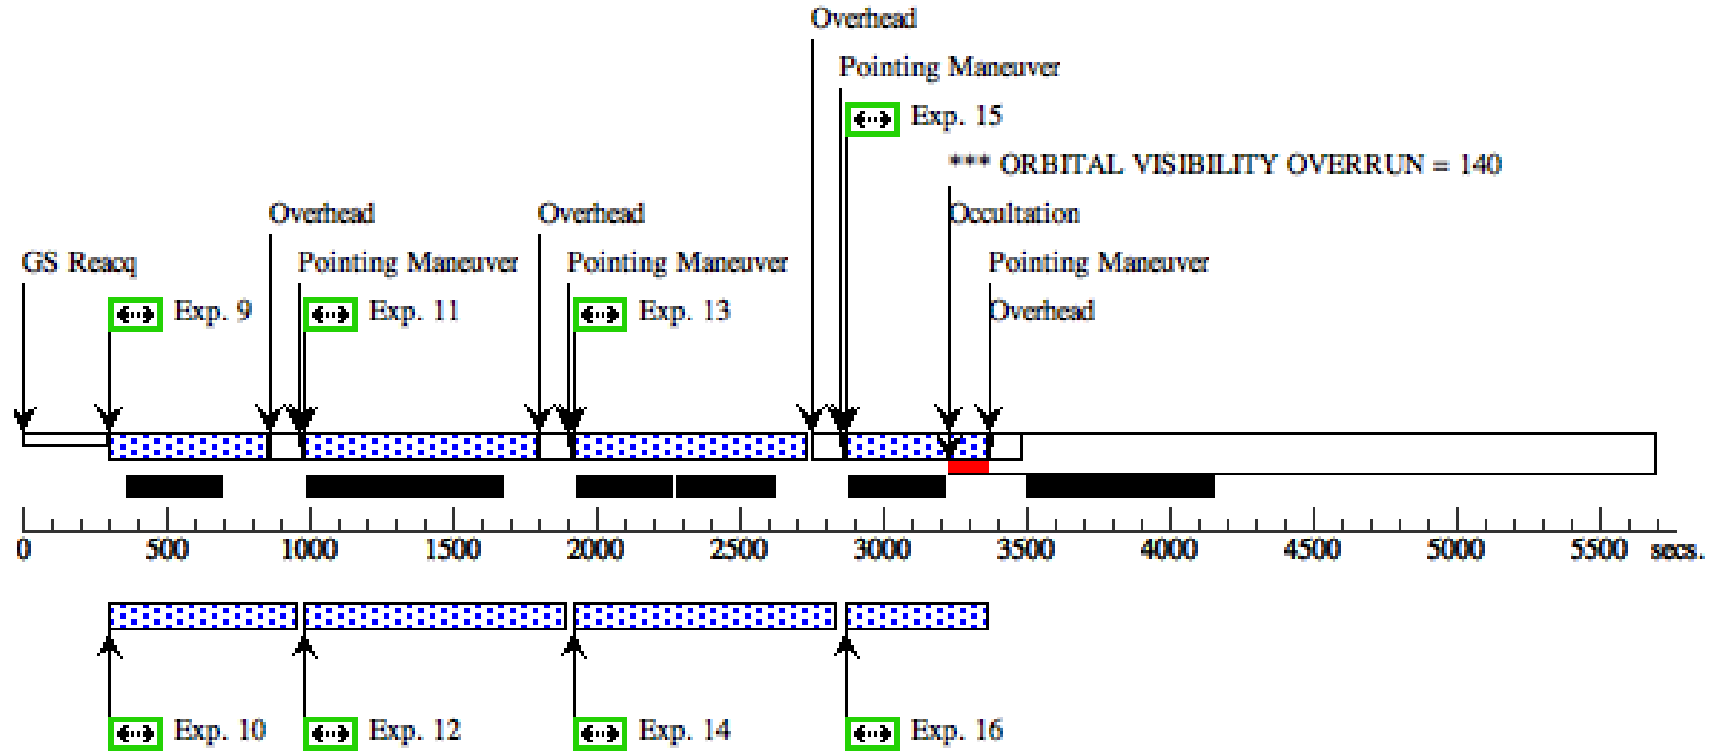 Overhead
Pointing Maneuver
Exp. 15
*** ORBITAL VISIBILITY OVERRUN = 140
Overhead
Overhead
Occultation
GS Reacq
Pointing Maneuver
Pointing Maneuver
Pointing Maneuver
Exp. 9
Exp. 11
Exp. 13
Overhead
0 500 1000 1500 2000 2500 3000 3500 4000 4500 5000 5500 secs.
Exp. 10
Exp. 12
Exp. 14
Exp. 16